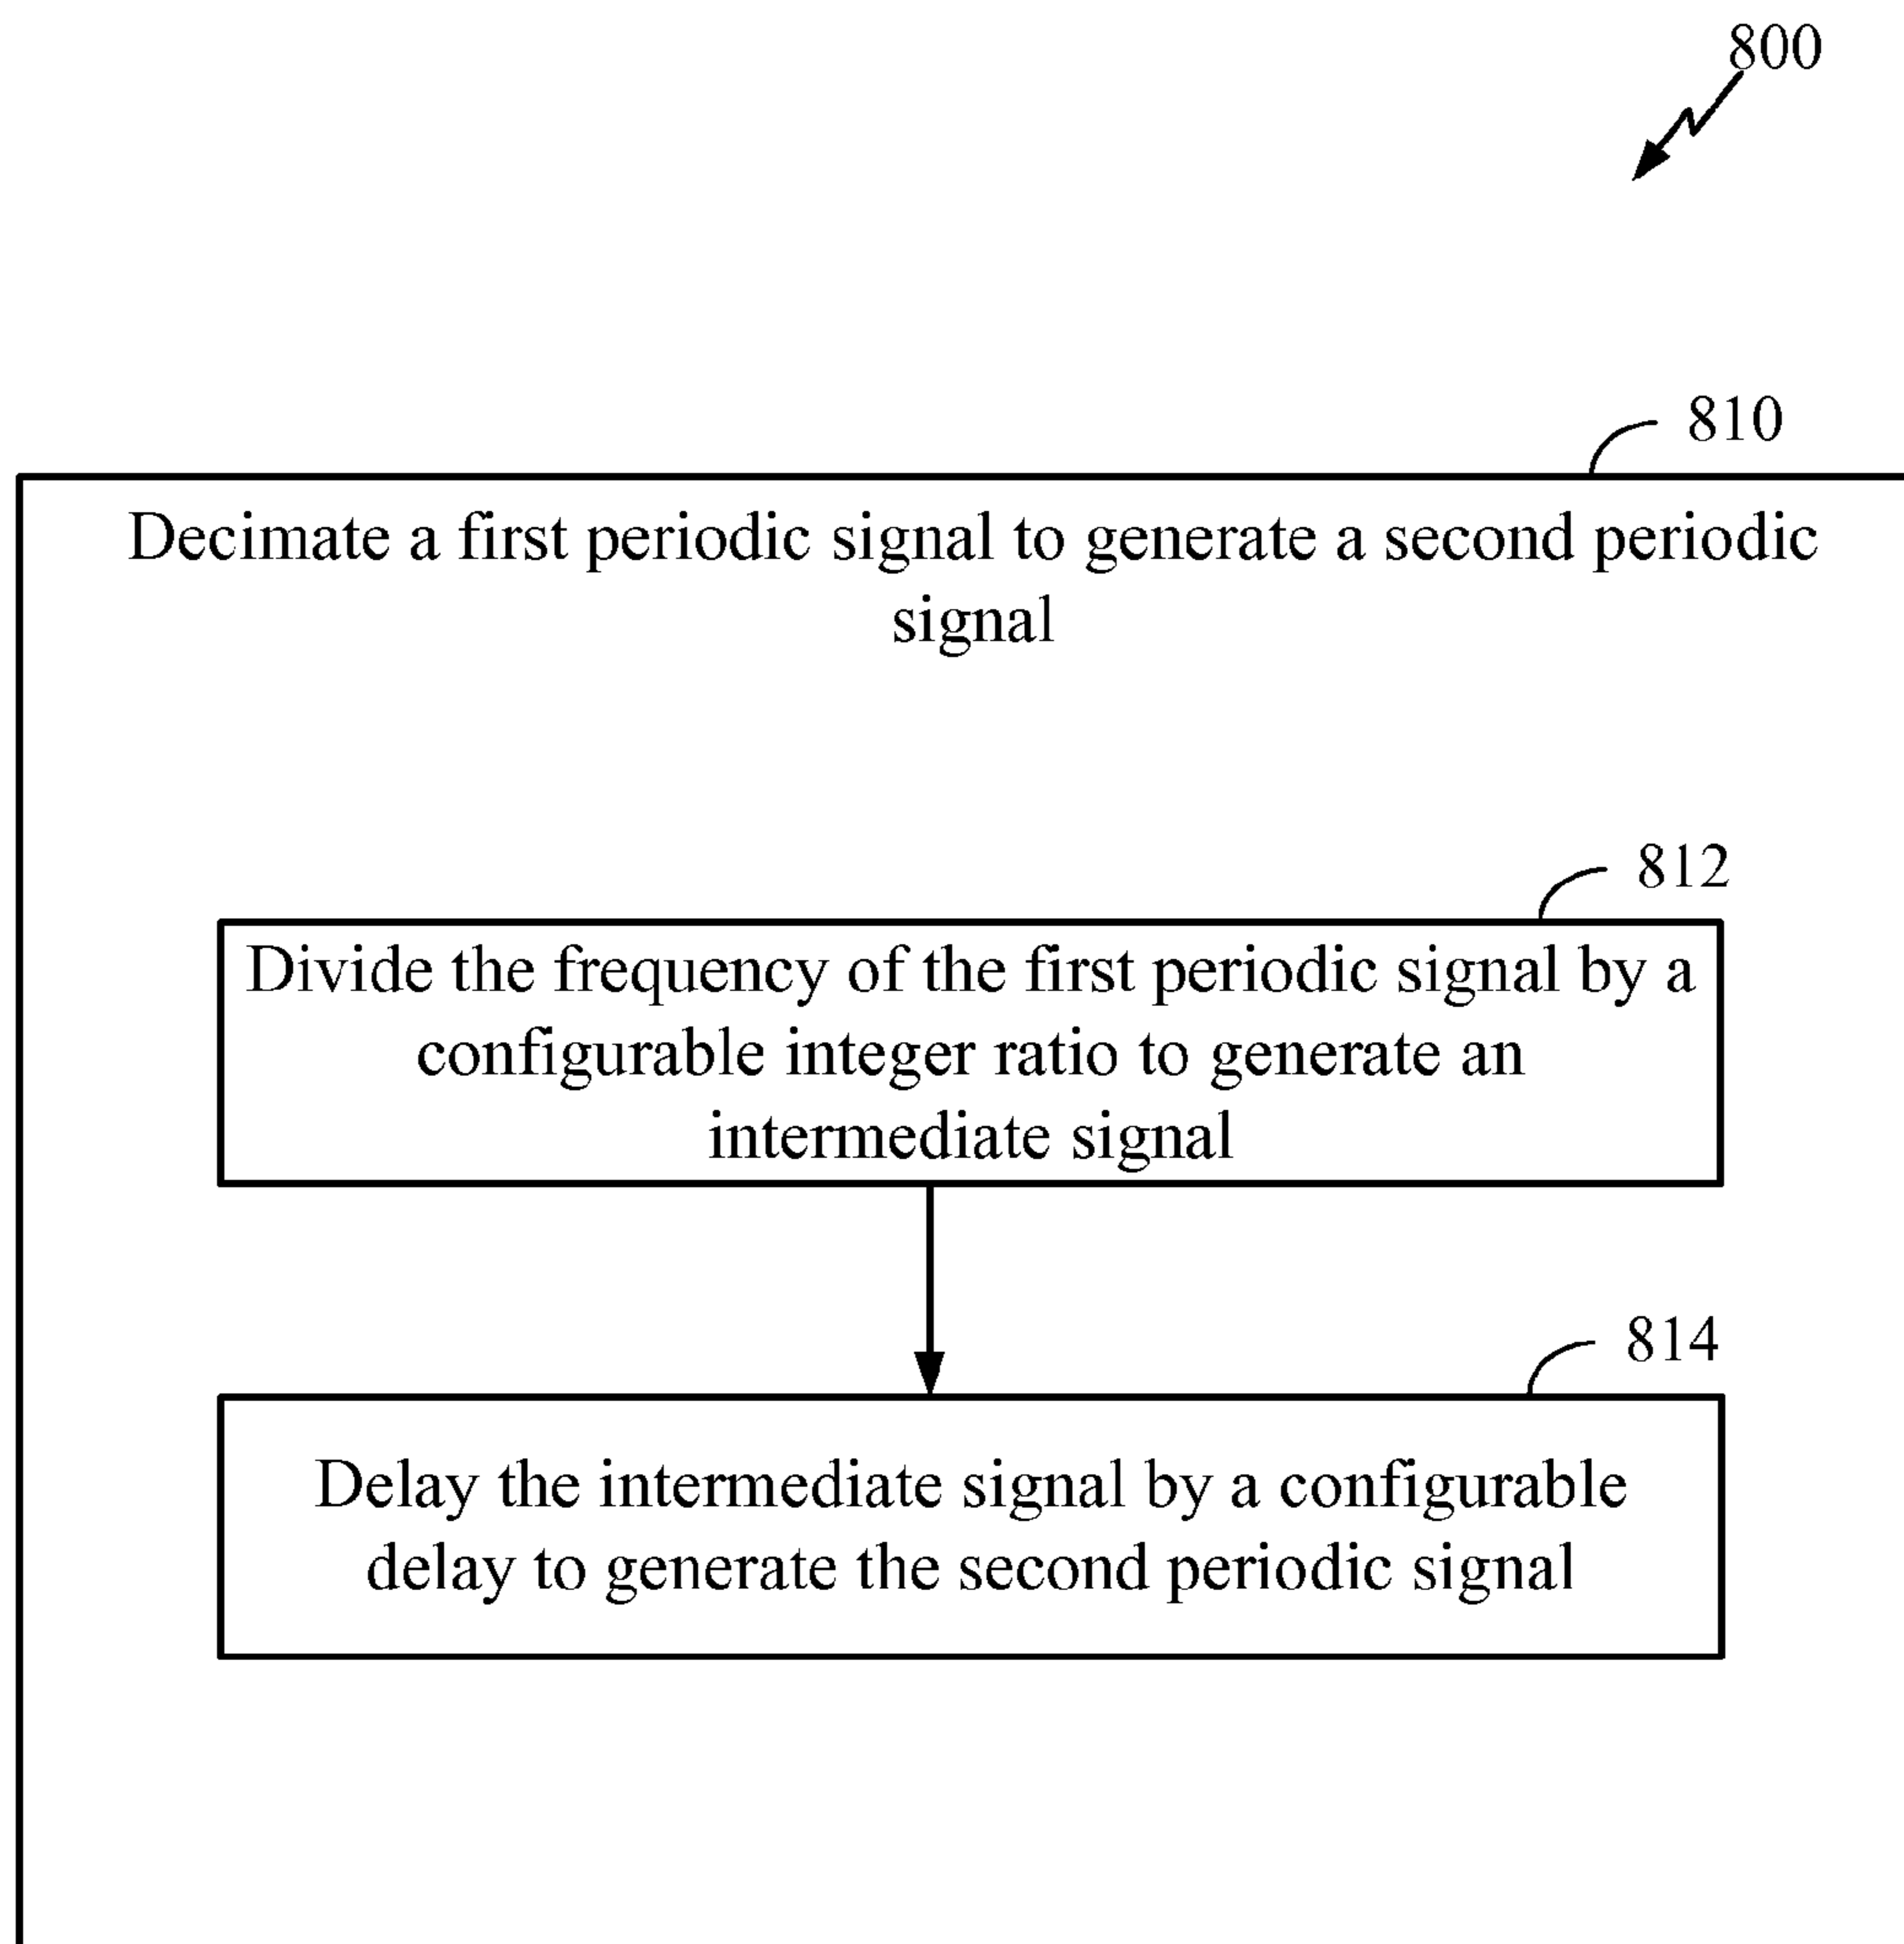 800
810
Decimate a first periodic signal to generate a second periodic
signal
812
Divide the frequency of the first periodic signal by a
configurable integer ratio to generate an
intermediate signal
814
Delay the intermediate signal by a configurable
delay to generate the second periodic signal